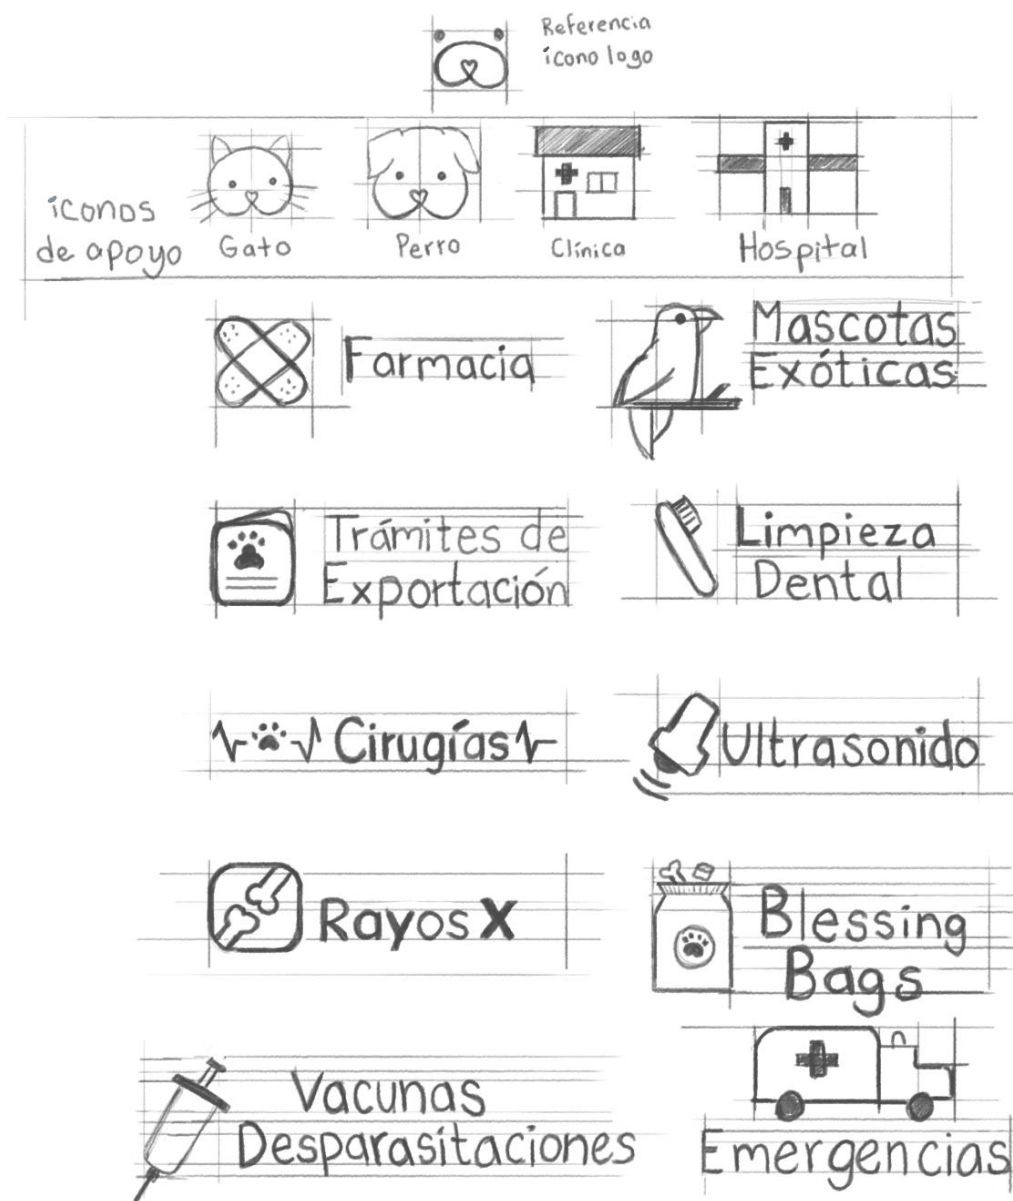 Referencia
ícono logo
íconos
de apoyo
Gato
Perro
Clínica
Hospital
Farmacia
Mascotas
Exóticas
Trámites de
Exportación
Limpieza
Dental
Cirugías
Ultrasonido
Rayos X
Blessing
Bags
Vacunas
Desparasitaciones
Emergencias